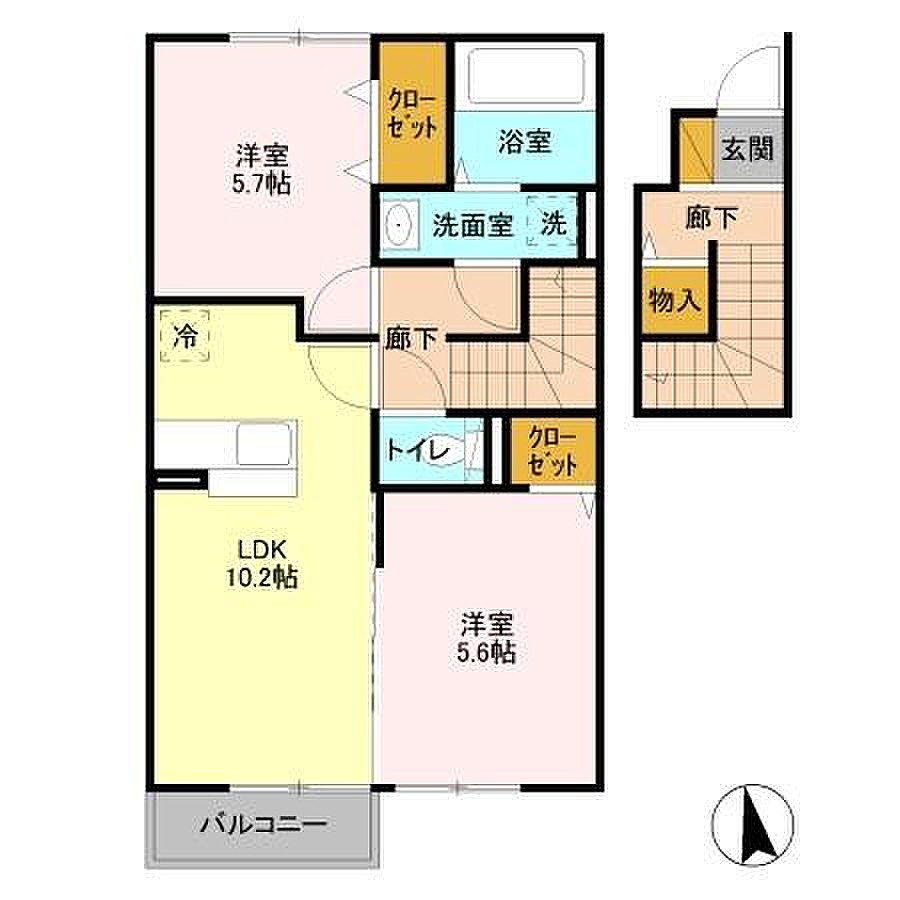 洋室
5.7帖
クロー
ゼット
浴室
玄関
洗面室
洗
廊下
物入
冷
廊下
トイレ
クロー
ゼット
LDK
10.2帖
洋室
5.6帖
バルコニー